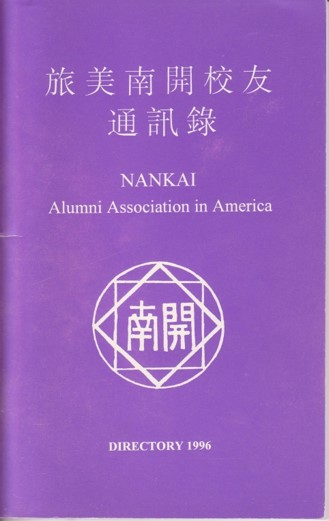 旅美南開校友
通訊錄
NANKAI
Alumni Association in America
南開
DIRECTORY 1996